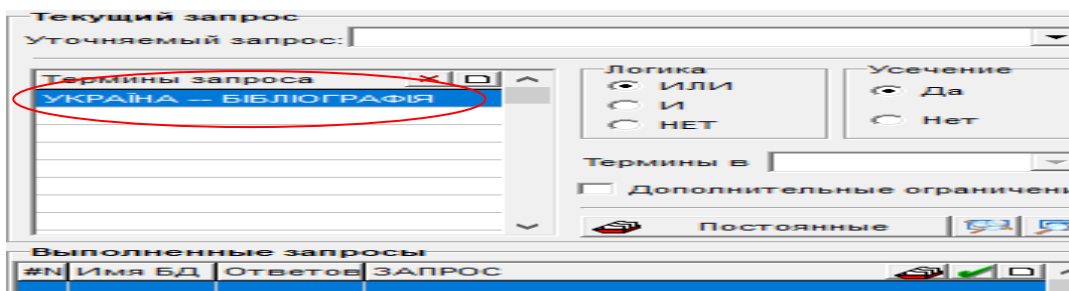 Текущий запрос
Уточняемый запрос:
Термины запроса
УКРАЇНА -- БІБЛІОГРАФІЯ
Логика
ИЛИ
И
НЕТ
Усечение
Да
Нет
Термины в
Дополнительные ограничени
Постоянные
Выполненные запросы
#N Имя БД Ответов ЗАПРОС